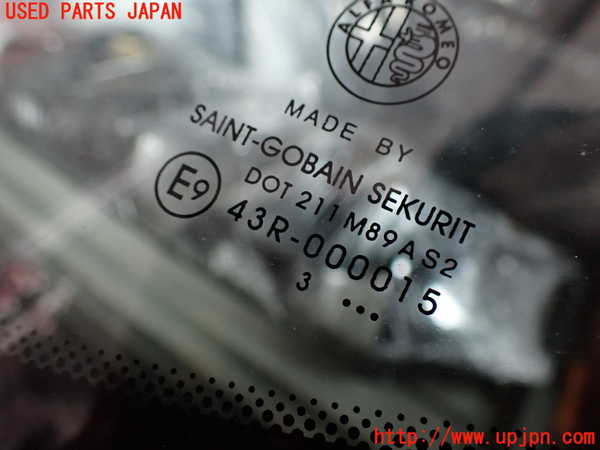 USED PARTS JAPAN
ALFA ROMEO
MADE BY
SAINT-GOBAIN SEKURIT
E9
DOT 211 M89 AS2
43R-000015
3 ...
http://www.upjpn.com/